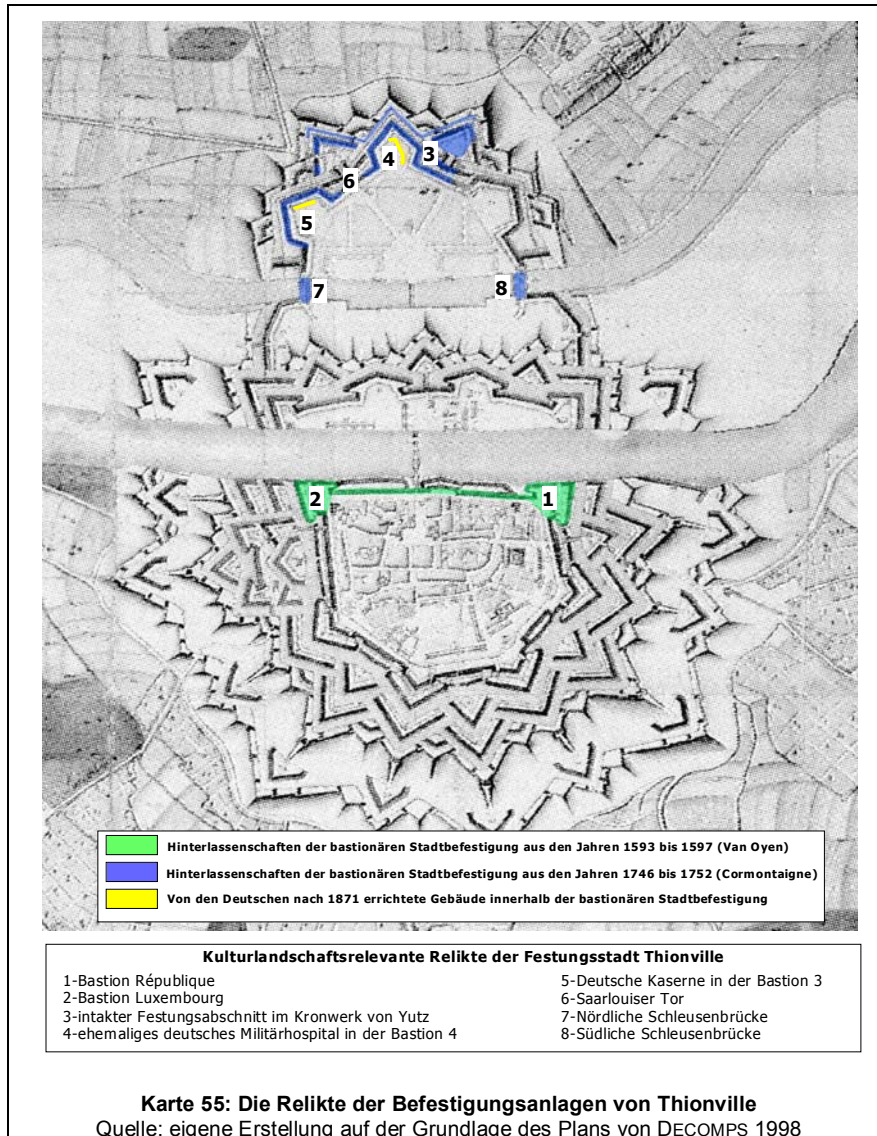 4
3
6
5
7
8
2
1
Hinterlassenschaften der bastionären Stadtbefestigung aus den Jahren 1593 bis 1597 (Van Oyen)
Hinterlassenschaften der bastionären Stadtbefestigung aus den Jahren 1746 bis 1752 (Cormontaigne)
Von den Deutschen nach 1871 errichtete Gebäude innerhalb der bastionären Stadtbefestigung
Kulturlandschaftsrelevante Relikte der Festungsstadt Thionville
1-Bastion République
2-Bastion Luxembourg
3-intakter Festungsabschnitt im Kronwerk von Yutz
4-ehemaliges deutsches Militärhospital in der Bastion 4
5-Deutsche Kaserne in der Bastion 3
6-Saarlouiser Tor
7-Nördliche Schleusenbrücke
8-Südliche Schleusenbrücke
Karte 55: Die Relikte der Befestigungsanlagen von Thionville
Quelle: eigene Erstellung auf der Grundlage des Plans von DECOMPS 1998